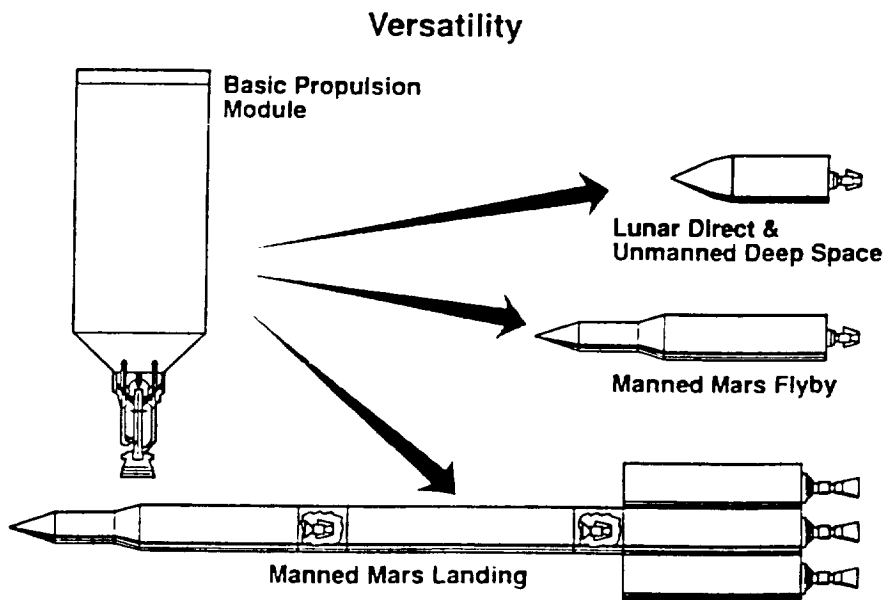 Versatility
Basic Propulsion
Module
Lunar Direct &
Unmanned Deep Space
Manned Mars Flyby
Manned Mars Landing